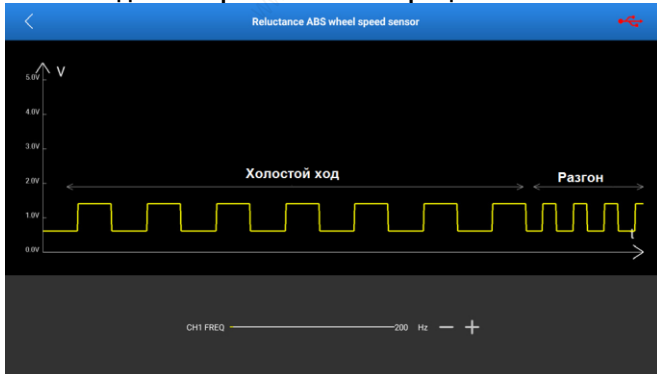 Reluctance ABS wheel speed sensor
V
5.0V
4.0V
3.0V
Холостой ход
Разгон
2.0V
1.0V
t
0.0V
CH1 FREQ 200 Hz